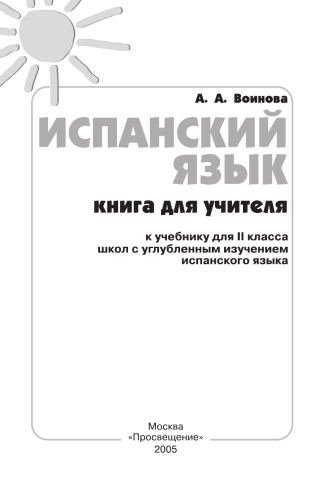 А. А. Воинова
ИСПАНСКИЙ
ЯЗЫК
книга для учителя
к учебнику для II класса
школ с углубленным изучением
испанского языка
Москва
«Просвещение»
2005